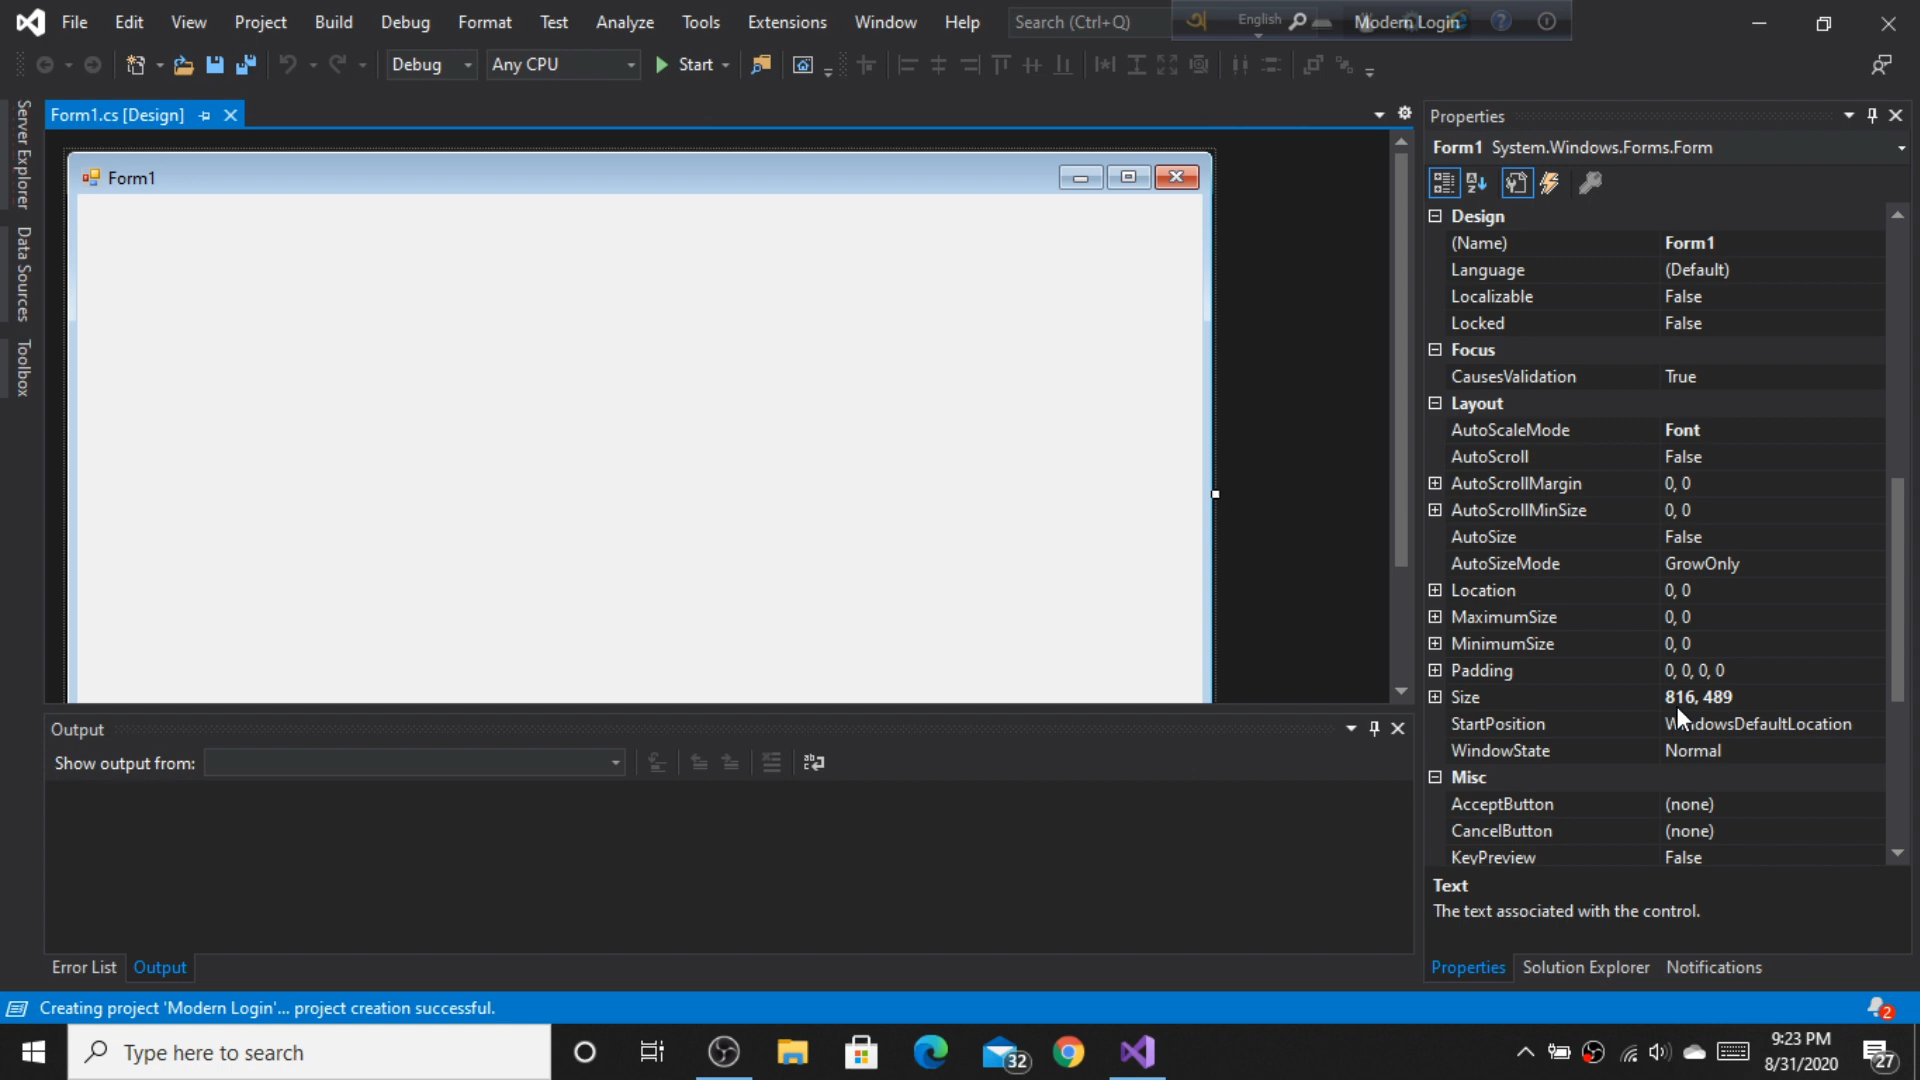 File Edit View Project Build Debug Format Test Analyze Tools Extensions Window Help Search (Ctrl+Q) English Modern Login
Debug Any CPU Start
Server Explorer
Data Sources
Toolbox
Form1.cs [Design]
Form1
Properties
Form1 System.Windows.Forms.Form
Design
(Name) Form1
Language (Default)
Localizable False
Locked False
Focus
CausesValidation True
Layout
AutoScaleMode Font
AutoScroll False
AutoScrollMargin 0, 0
AutoScrollMinSize 0, 0
AutoSize False
AutoSizeMode GrowOnly
Location 0, 0
MaximumSize 0, 0
MinimumSize 0, 0
Padding 0, 0, 0, 0
Size 816, 489
StartPosition WindowsDefaultLocation
WindowState Normal
Misc
AcceptButton (none)
CancelButton (none)
KeyPreview False
Text
The text associated with the control.
Properties Solution Explorer Notifications
Output
Show output from:
Error List Output
Creating project 'Modern Login'... project creation successful.
2
Type here to search
32
9:23 PM
8/31/2020
27